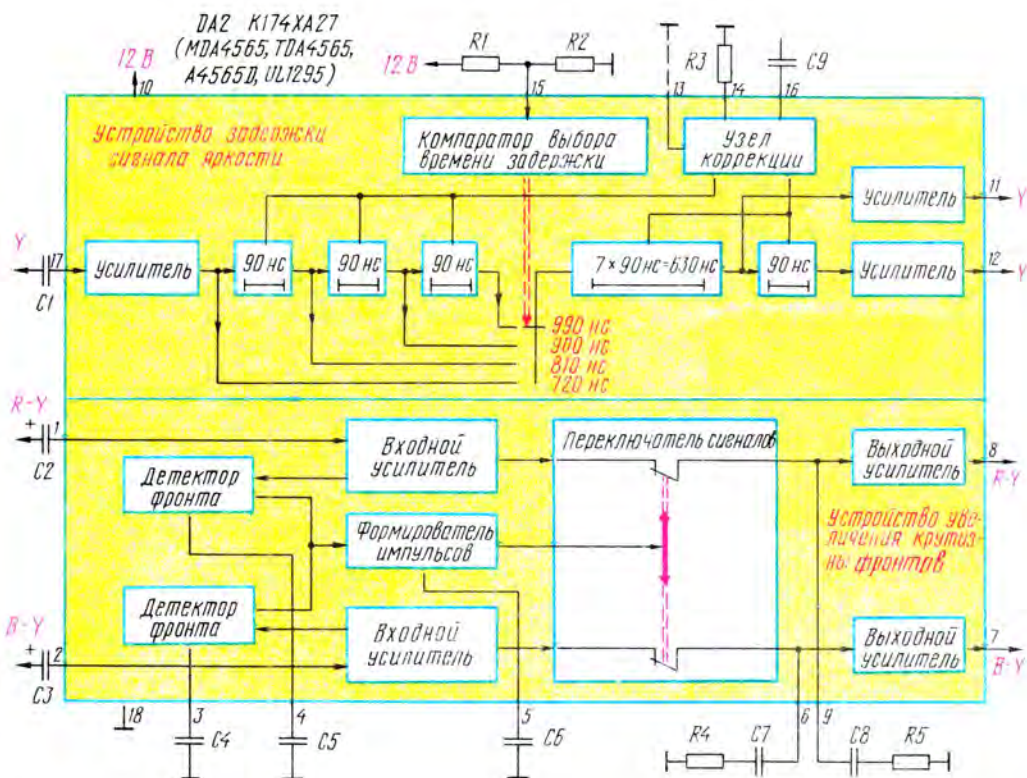 DA2 К174ХА27
(MDA4565, TDA4565,
A4565D, UL1295)
12 В
10
12 В
R1
R2
15
13
R3
14
C9
16
Устройство задержки
сигнала яркости
Компаратор выбора
времени задержки
Узел
коррекции
Усилитель
11
Y
Y
17
C1
Усилитель
90 нс
90 нс
90 нс
7 × 90 нс=630 нс
90 нс
Усилитель
12
Y
990 нс
900 нс
810 нс
720 нс
R-Y
+
1
C2
Входной
усилитель
Переключатель сигналов
Выходной
усилитель
8
R-Y
Детектор
фронта
Формирователь
импульсов
Устройство уве-
личения крутиз-
ны фронтов
Детектор
фронта
B-Y
+
2
C3
Входной
усилитель
Выходной
усилитель
7
B-Y
18
3
4
5
6
9
C4
C5
C6
R4
C7
C8
R5